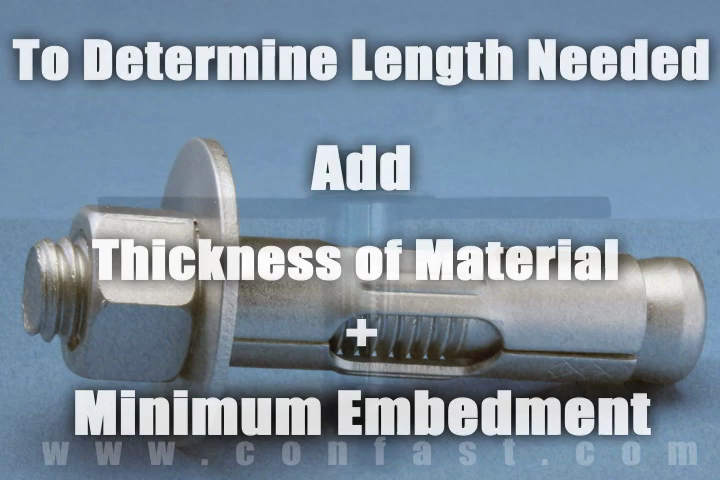 To Determine Length Needed
Add
Thickness of Material
+
Minimum Embedment
www.confast.com